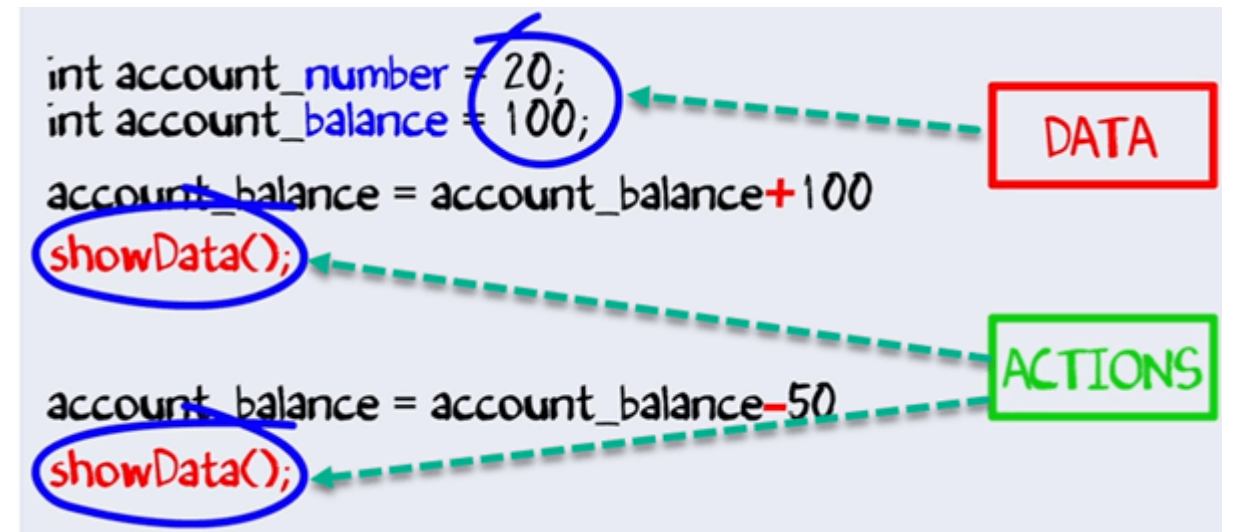 int account_number = 20;
int account_balance = 100;
DATA
account_balance = account_balance+100
showData();
ACTIONS
account_balance = account_balance-50
showData();